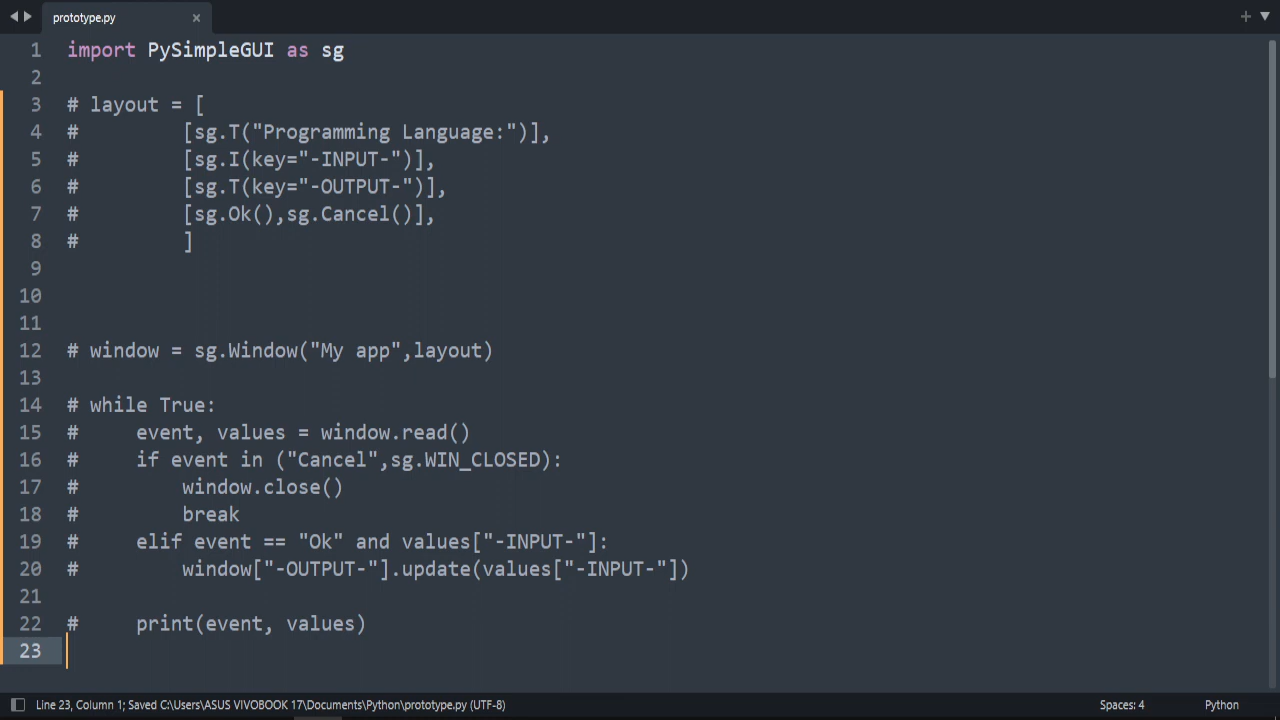 prototype.py ×
1 import PySimpleGUI as sg
2
3 # layout = [
4 #         [sg.T("Programming Language:")],
5 #         [sg.I(key="-INPUT-")],
6 #         [sg.T(key="-OUTPUT-")],
7 #         [sg.Ok(),sg.Cancel()],
8 #         ]
9
10
11
12 # window = sg.Window("My app",layout)
13
14 # while True:
15 #     event, values = window.read()
16 #     if event in ("Cancel",sg.WIN_CLOSED):
17 #         window.close()
18 #         break
19 #     elif event == "Ok" and values["-INPUT-"]:
20 #         window["-OUTPUT-"].update(values["-INPUT-"])
21
22 #     print(event, values)
23
Line 23, Column 1; Saved C:\Users\ASUS VIVOBOOK 17\Documents\Python\prototype.py (UTF-8) Spaces: 4 Python